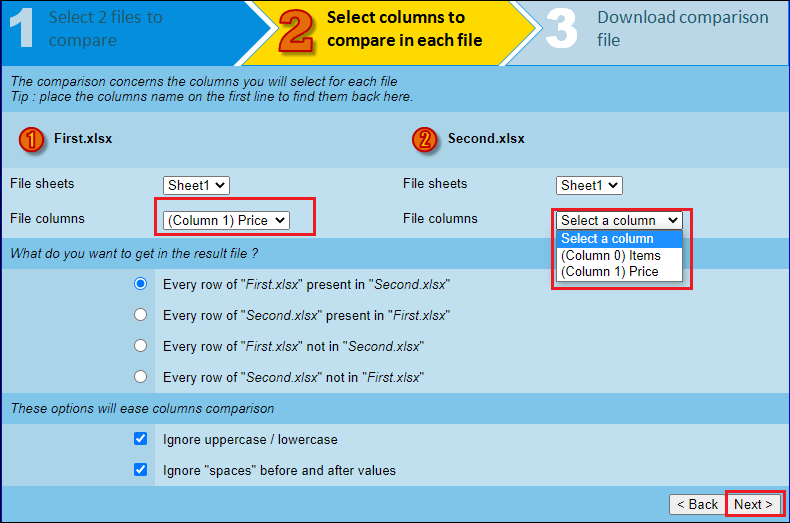 1 Select 2 files to
compare
2 Select columns to
compare in each file
3 Download comparison
file
The comparison concerns the columns you will select for each file
Tip : place the columns name on the first line to find them back here.
1 First.xlsx
2 Second.xlsx
File sheets Sheet1
File sheets Sheet1
File columns (Column 1) Price
File columns Select a column
Select a column
(Column 0) Items
(Column 1) Price
What do you want to get in the result file ?
Every row of "First.xlsx" present in "Second.xlsx"
Every row of "Second.xlsx" present in "First.xlsx"
Every row of "First.xlsx" not in "Second.xlsx"
Every row of "Second.xlsx" not in "First.xlsx"
These options will ease columns comparison
Ignore uppercase / lowercase
Ignore "spaces" before and after values
< Back Next >